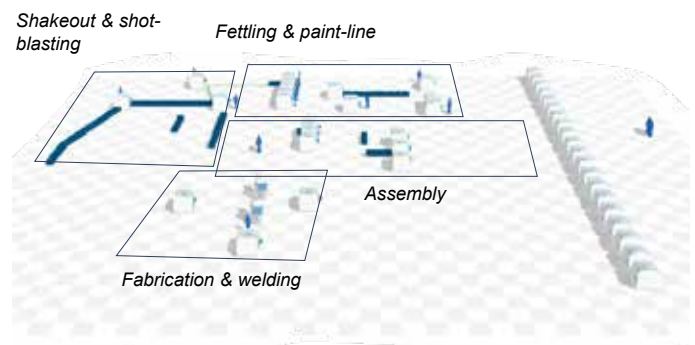 Shakeout & shot-
blasting
Fettling & paint-line
Assembly
Fabrication & welding